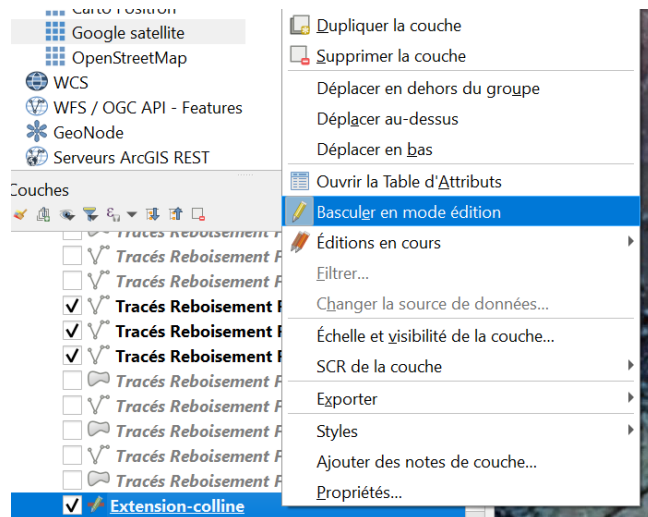 Carto Positron
Google satellite
OpenStreetMap
WCS
WFS / OGC API - Features
GeoNode
Serveurs ArcGIS REST
Couches
Tracés Reboisement F
Tracés Reboisement F
Tracés Reboisement F
Tracés Reboisement F
Tracés Reboisement F
Tracés Reboisement F
Tracés Reboisement F
Tracés Reboisement F
Tracés Reboisement F
Tracés Reboisement F
Tracés Reboisement F
Extension-colline
Dupliquer la couche
Supprimer la couche
Déplacer en dehors du groupe
Déplacer au-dessus
Déplacer en bas
Ouvrir la Table d'Attributs
Basculer en mode édition
Éditions en cours
Filtrer...
Changer la source de données...
Échelle et visibilité de la couche...
SCR de la couche
Exporter
Styles
Ajouter des notes de couche...
Propriétés...